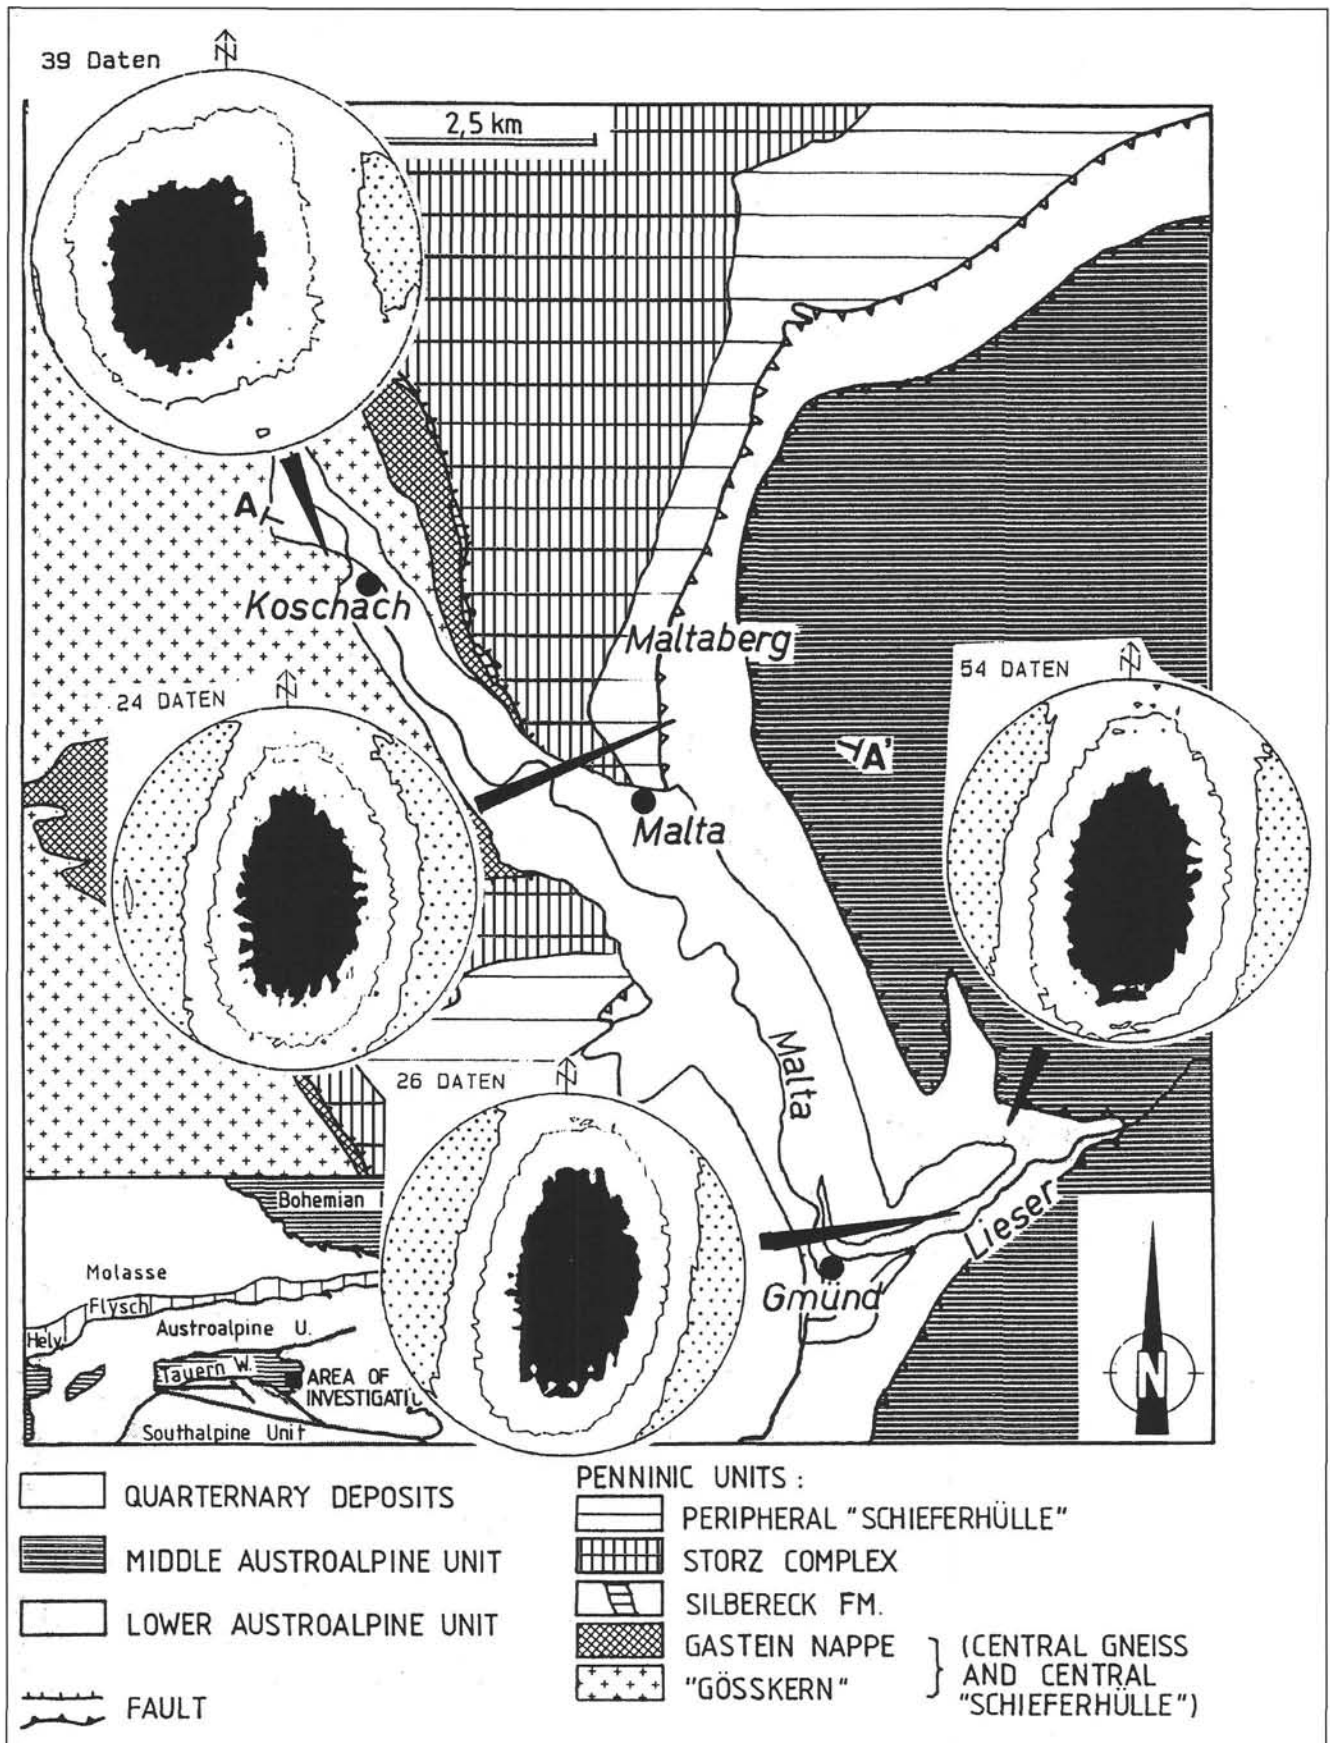 39 Daten
N
2,5 km
A
Koschach
Maltaberg
24 DATEN
N
54 DATEN
N
A'
Malta
Malta
26 DATEN
N
Lieser
Gmünd
Bohemian
Molasse
Flysch
Helv.
Austroalpine U.
Tauern W.
AREA OF
Southalpine Unit
N
QUARTERNARY DEPOSITS
MIDDLE AUSTROALPINE UNIT
LOWER AUSTROALPINE UNIT
FAULT
PENNINIC UNITS :
PERIPHERAL "SCHIEFERHÜLLE"
STORZ COMPLEX
SILBERECK FM.
GASTEIN NAPPE
"GÖSSKERN"
(CENTRAL GNEISS
AND CENTRAL
"SCHIEFERHÜLLE")